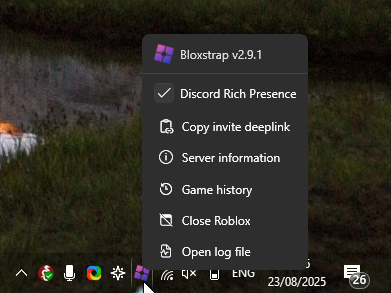 Bloxstrap v2.9.1
Discord Rich Presence
Copy invite deeplink
Server information
Game history
Close Roblox
Open log file
ENG
23/08/2025
26